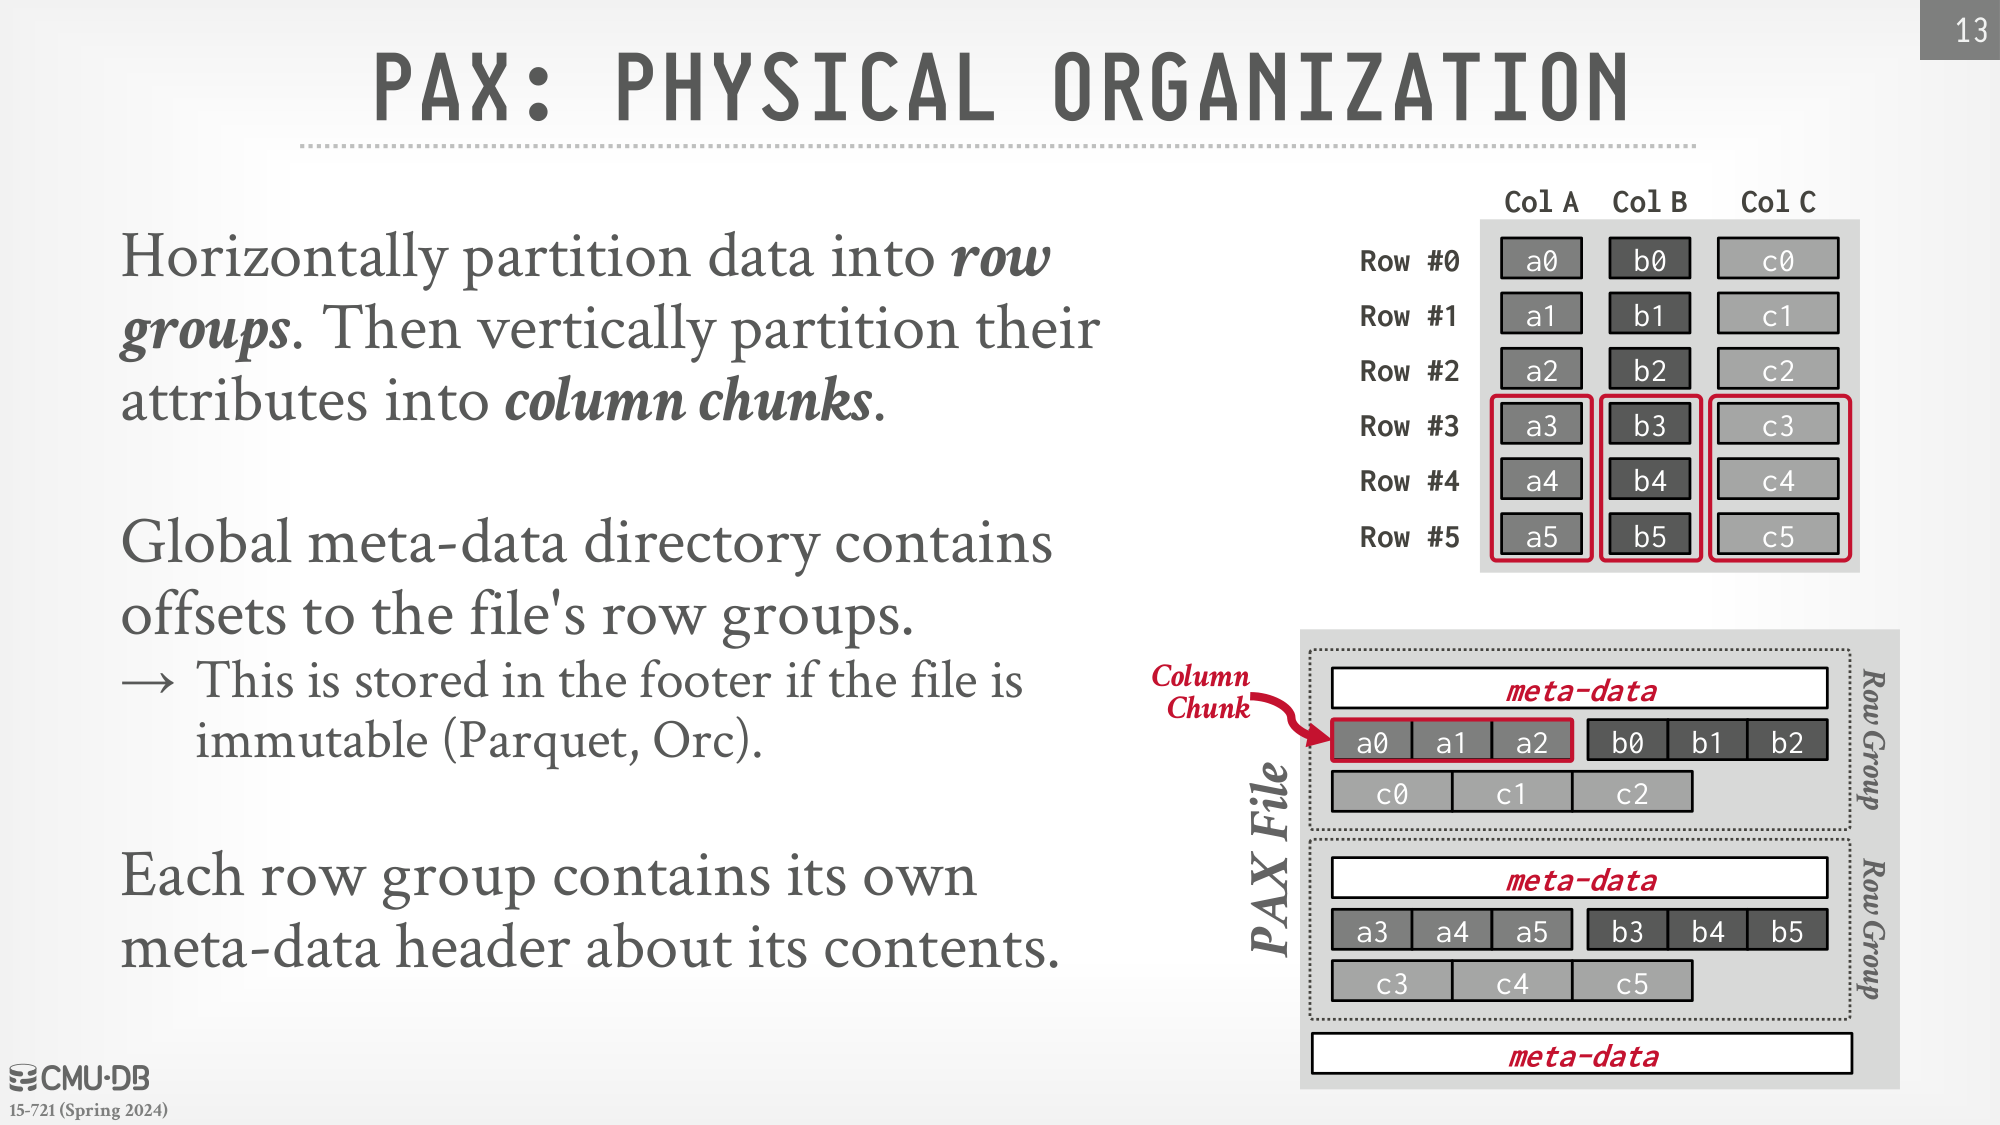 13
PAX: PHYSICAL ORGANIZATION
Horizontally partition data into row
groups. Then vertically partition their
attributes into column chunks.
Global meta-data directory contains
offsets to the file's row groups.
→ This is stored in the footer if the file is
immutable (Parquet, Orc).
Each row group contains its own
meta-data header about its contents.
Col A Col B Col C
Row #0 a0 b0 c0
Row #1 a1 b1 c1
Row #2 a2 b2 c2
Row #3 a3 b3 c3
Row #4 a4 b4 c4
Row #5 a5 b5 c5
Column
Chunk
PAX File
meta-data
a0 a1 a2 b0 b1 b2
c0 c1 c2
Row Group
meta-data
a3 a4 a5 b3 b4 b5
c3 c4 c5
Row Group
meta-data
CMU·DB
15-721 (Spring 2024)